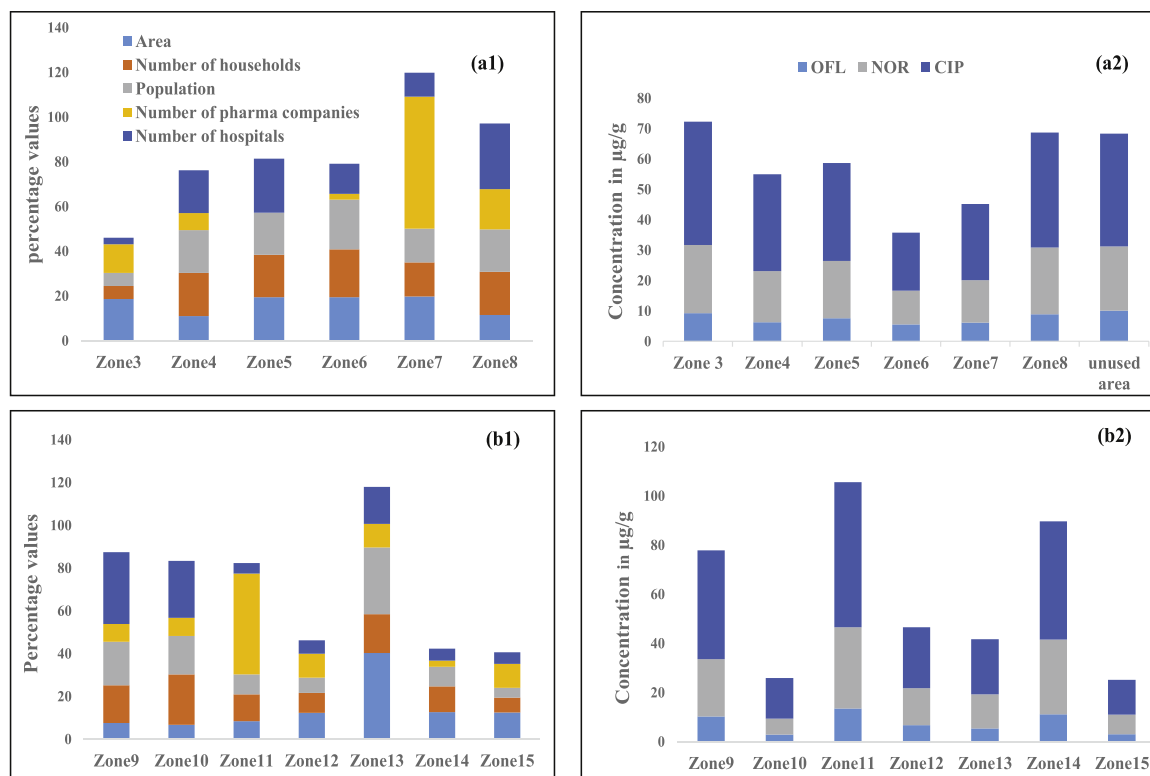 140
120
100
80
60
40
20
0
percentage values
Area
Number of households
Population
Number of pharma companies
Number of hospitals
(a1)
Zone3 Zone4 Zone5 Zone6 Zone7 Zone8
(a2)
OFL NOR CIP
80
70
60
50
40
30
20
10
0
Concentration in µg/g
Zone 3 Zone4 Zone5 Zone6 Zone7 Zone8 unused
area
(b1)
140
120
100
80
60
40
20
0
Percentage values
Zone9 Zone10 Zone11 Zone12 Zone13 Zone14 Zone15
(b2)
120
100
80
60
40
20
0
Concentration in µg/g
Zone9 Zone10 Zone11 Zone12 Zone13 Zone14 Zone15